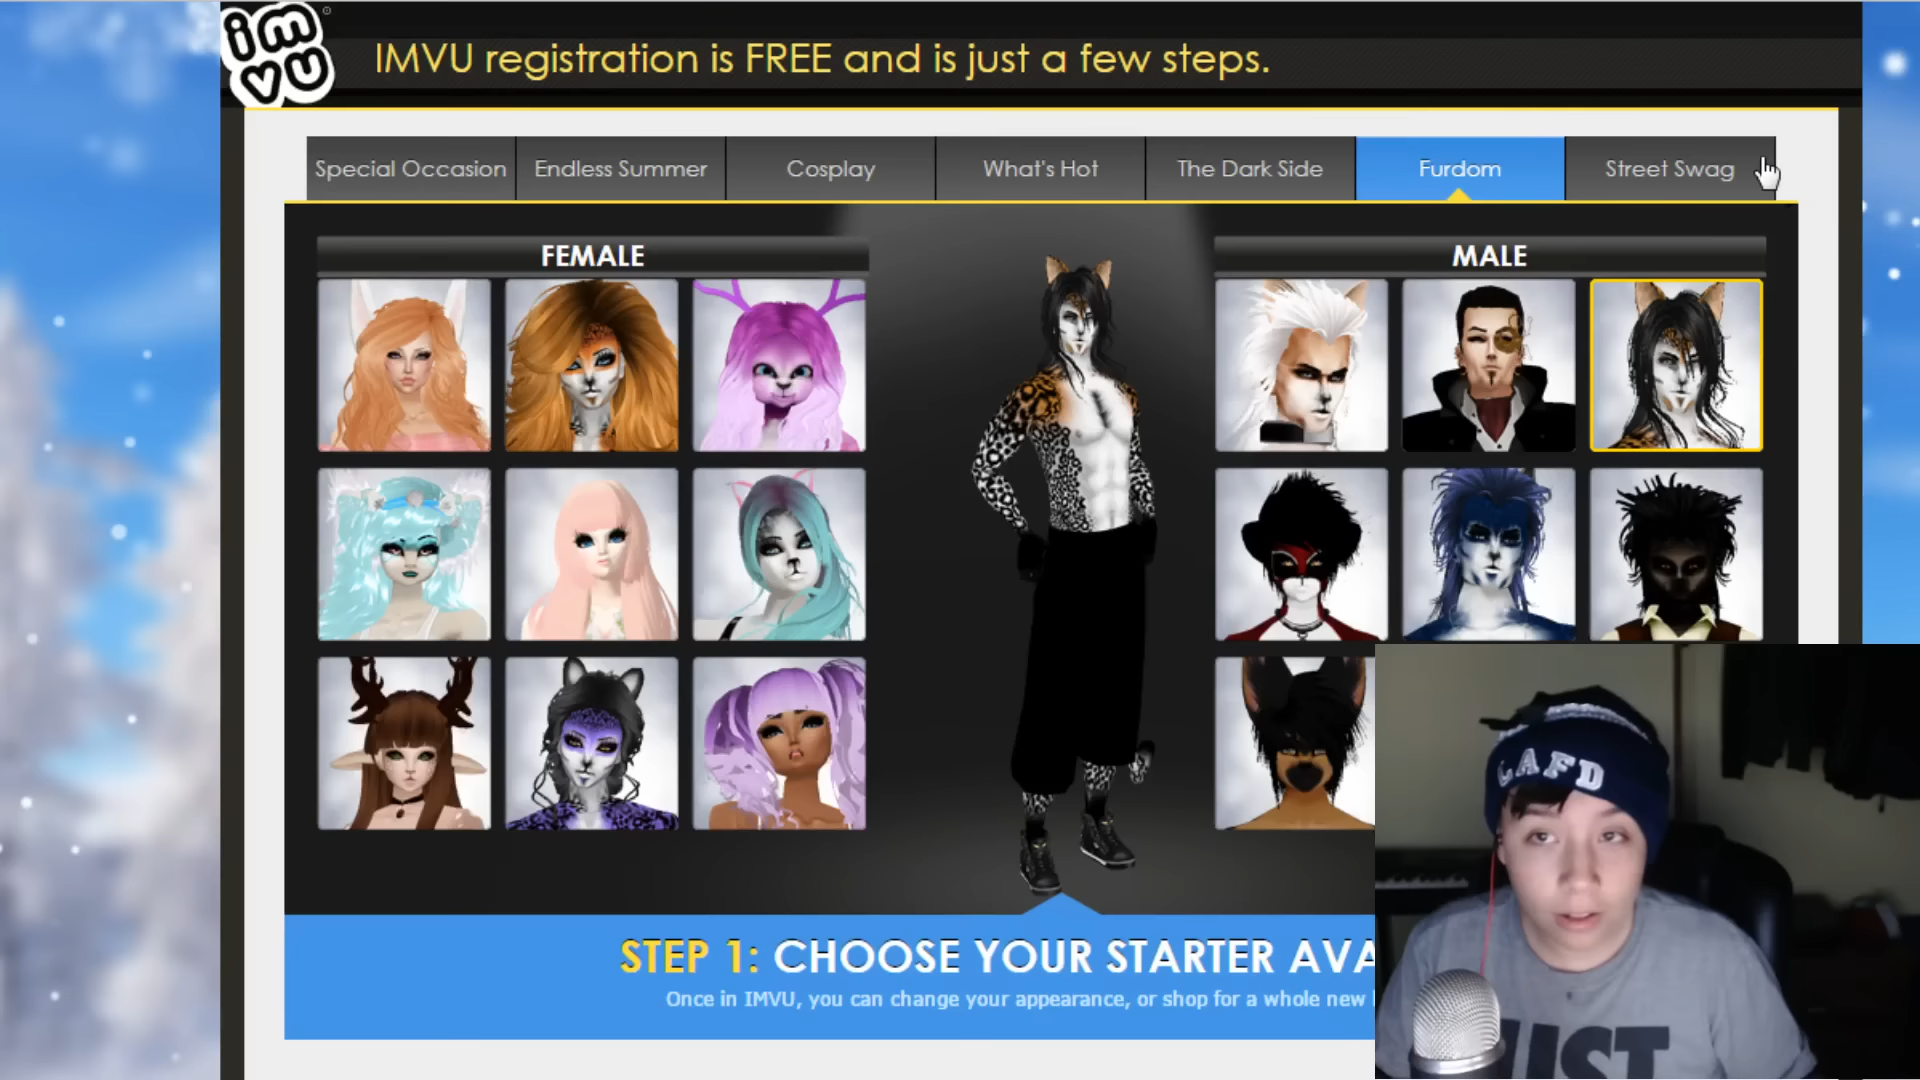 imvu
IMVU registration is FREE and is just a few steps.
Special Occasion
Endless Summer
Cosplay
What's Hot
The Dark Side
Furdom
Street Swag
FEMALE
MALE
STEP 1: CHOOSE YOUR STARTER AVA
Once in IMVU, you can change your appearance, or shop for a whole new
LAFD
UST